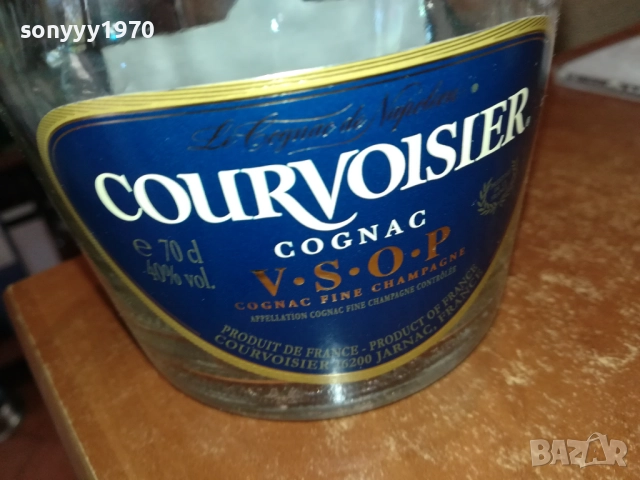 sonyyy1970
Le Cognac de Napoleon
COURVOISIER
COGNAC
e 70 cl
40% vol.
V·S·O·P
COGNAC FINE CHAMPAGNE
APPELLATION COGNAC FINE CHAMPAGNE CONTRÔLÉE
PRODUIT DE FRANCE - PRODUCT OF FRANCE
COURVOISIER 16200 JARNAC, FRANCE
BAZAR